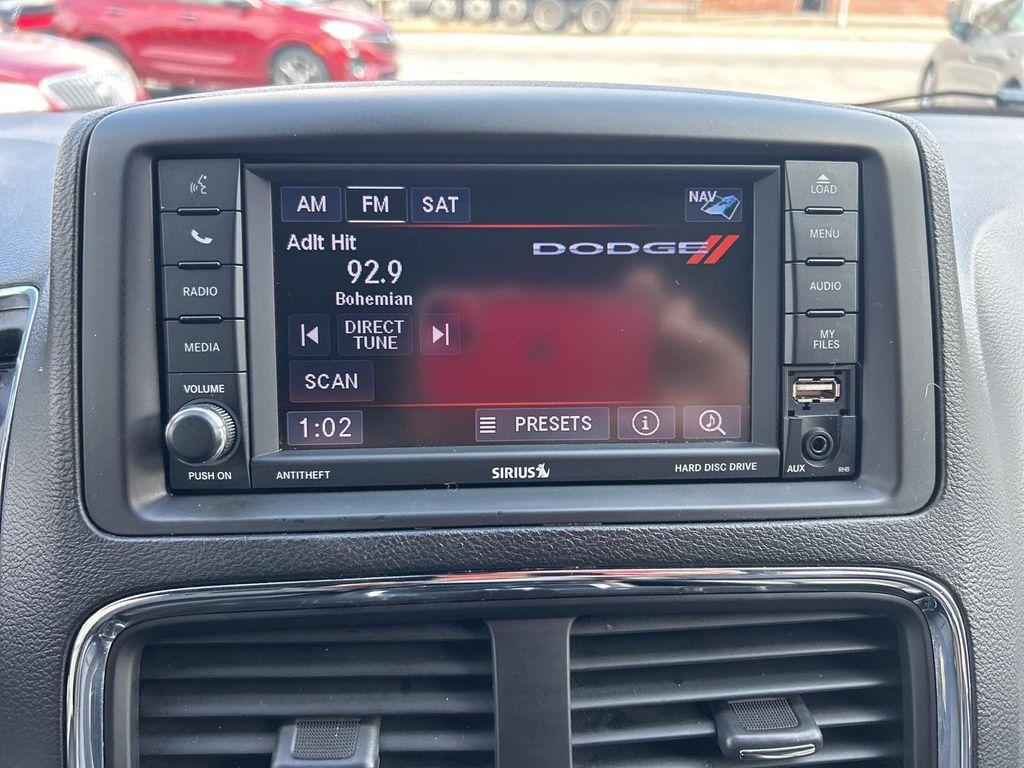 AM FM SAT NAV
LOAD
MENU
RADIO
AUDIO
MEDIA
MY
FILES
VOLUME
PUSH ON
Adlt Hit
DODGE
92.9
Bohemian
DIRECT
TUNE
SCAN
1:02 PRESETS i
ANTITHEFT SIRIUS HARD DISC DRIVE
AUX RHB